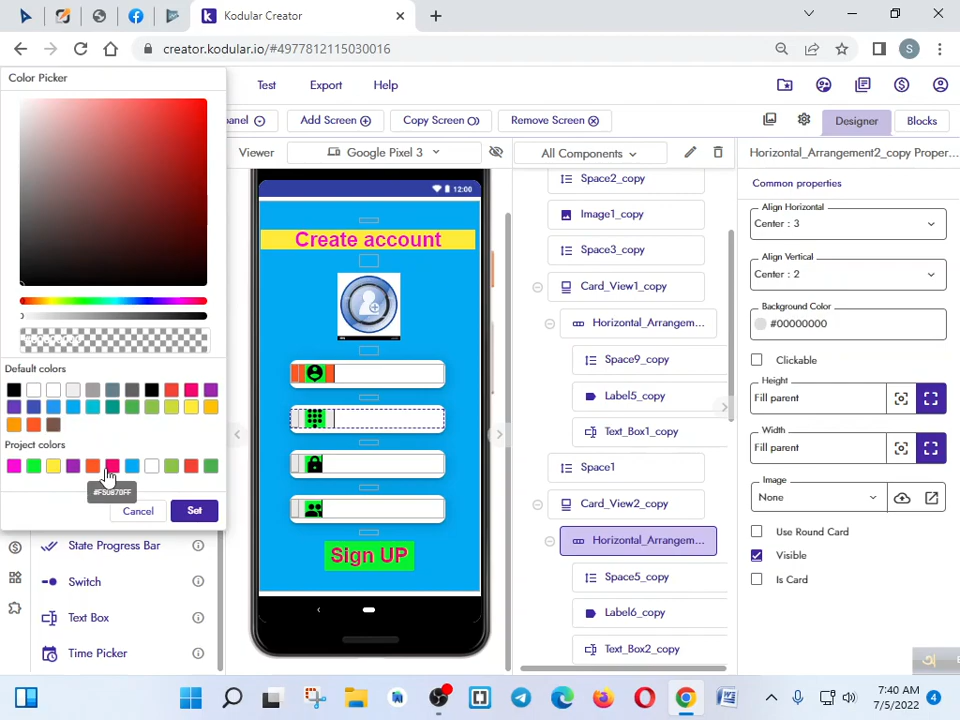 Kodular Creator
creator.kodular.io/#4977812115030016
S
Color Picker
Test
Export
Help
Add Screen
Copy Screen
Remove Screen
Designer
Blocks
Viewer
Google Pixel 3
All Components
Horizontal_Arrangement2_copy Proper...
Common properties
12:00
Create account
Sign UP
Space2_copy
Image1_copy
Space3_copy
Card_View1_copy
Horizontal_Arrangem...
Space9_copy
Label5_copy
Text_Box1_copy
Space1
Card_View2_copy
Horizontal_Arrangem...
Space5_copy
Label6_copy
Text_Box2_copy
Align Horizontal
Center : 3
Align Vertical
Center : 2
Background Color
#00000000
Clickable
Height
Fill parent
Width
Fill parent
Image
None
Use Round Card
Visible
Is Card
Default colors
Project colors
#F50870FF
Cancel
Set
State Progress Bar
Switch
Text Box
Time Picker
7:40 AM
7/5/2022
4